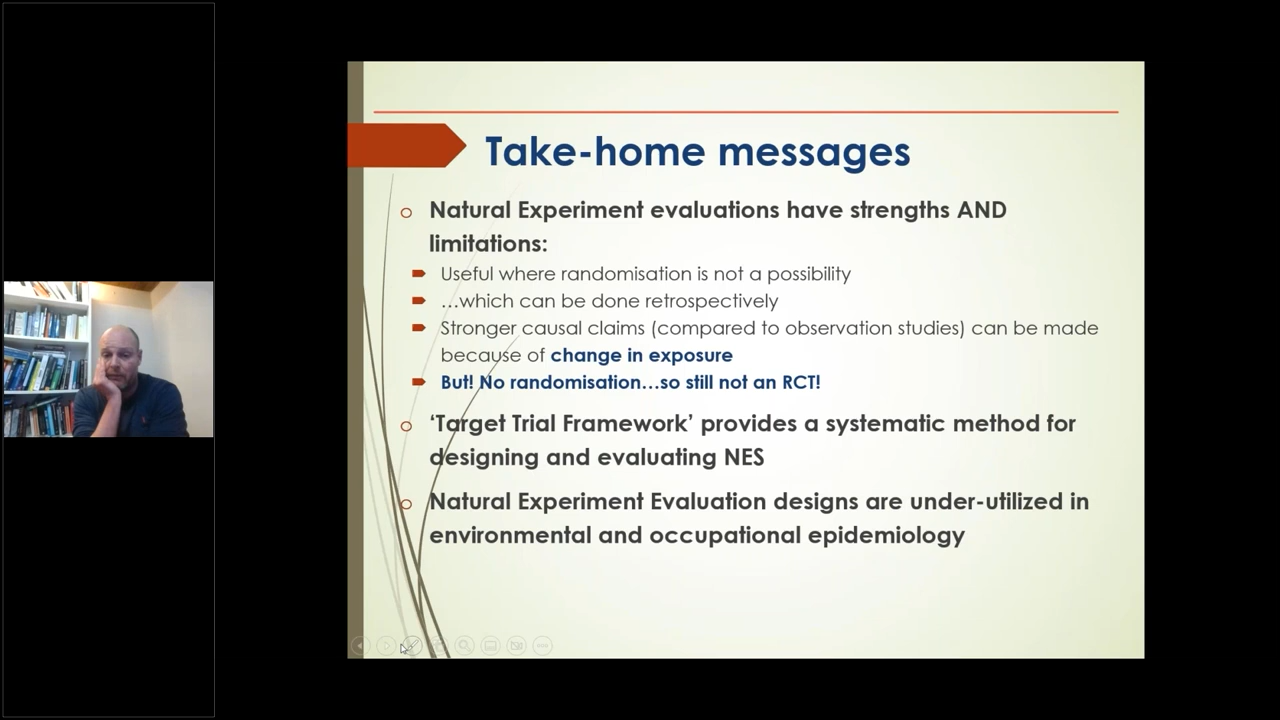 Take-home messages
Natural Experiment evaluations have strengths AND
limitations:
Useful where randomisation is not a possibility
…which can be done retrospectively
Stronger causal claims (compared to observation studies) can be made
because of change in exposure
But! No randomisation…so still not an RCT!
‘Target Trial Framework’ provides a systematic method for
designing and evaluating NES
Natural Experiment Evaluation designs are under-utilized in
environmental and occupational epidemiology